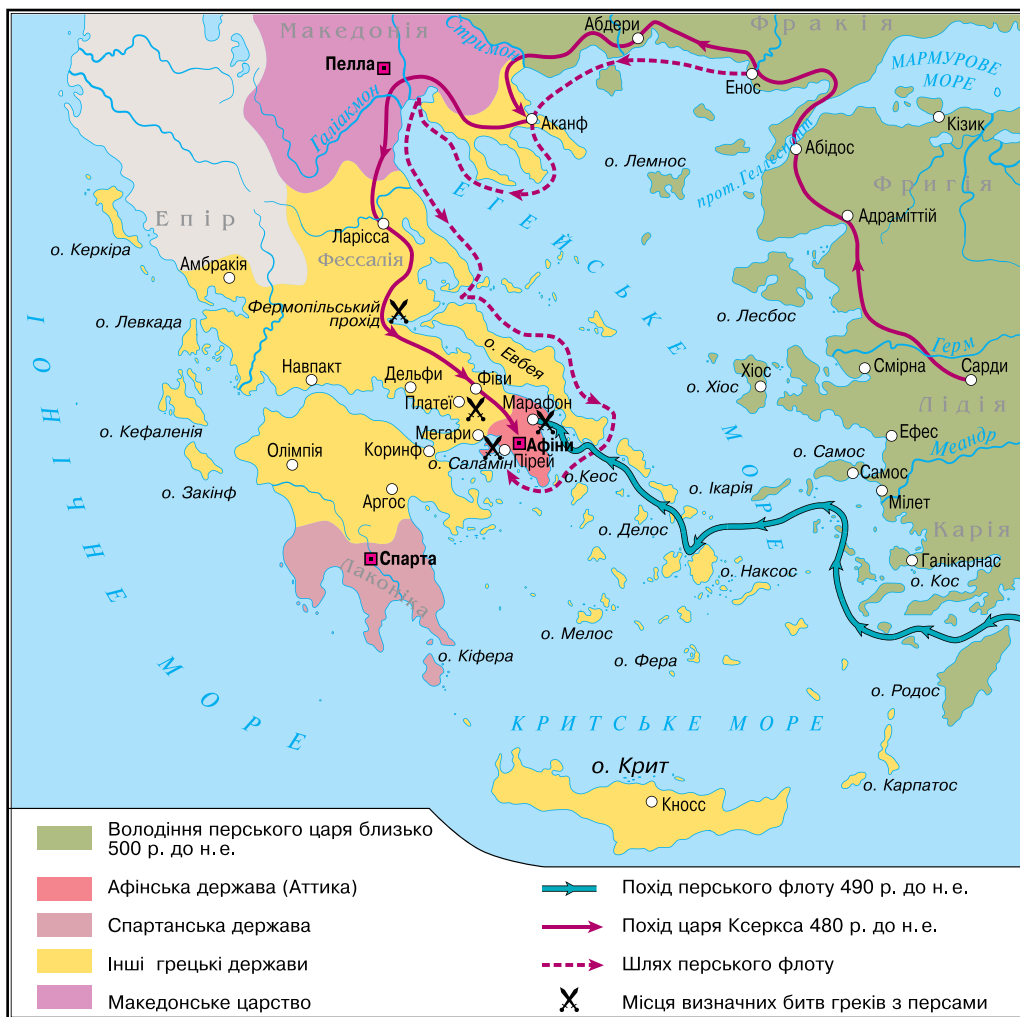 Македонія
Фракія
Абдери
Стримон
Пелла
Енос
МАРМУРОВЕ
МОРЕ
Кізик
Галіакмон
Аканф
Абідос
о. Лемнос
прот. Геллеспонт
Фригія
Епір
Адраміттій
Ларісса
Фессалія
о. Керкіра
Амбракія
ЕГЕЙСЬКЕ МОРЕ
Фермопільський
прохід
о. Левкада
о. Лесбос
о. Евбея
Герм
Навпакт
Дельфи
Фіви
Хіос
о. Хіос
Смірна
Сарди
Платеї
Марафон
Лідія
о. Кефаленія
Мегари
Афіни
Ефес
Меандр
Олімпія
Коринф
о. Саламін
Пірей
о. Самос
Самос
о.Кеос
о. Ікарія
Мілет
о. Закінф
Аргос
о. Делос
Карія
Спарта
Галікарнас
Лаконіка
о. Наксос
о. Кос
о. Мелос
о. Кіфера
о. Фера
о. Родос
ІОНІЧНЕ МОРЕ
КРИТСЬКЕ МОРЕ
о. Крит
о. Карпатос
Кносс
Володіння перського царя близько
500 р. до н.е.
Афінська держава (Аттика)
Спартанська держава
Інші грецькі держави
Македонське царство
Похід перського флоту 490 р. до н.е.
Похід царя Ксеркса 480 р. до н.е.
Шлях перського флоту
Місця визначних битв греків з персами